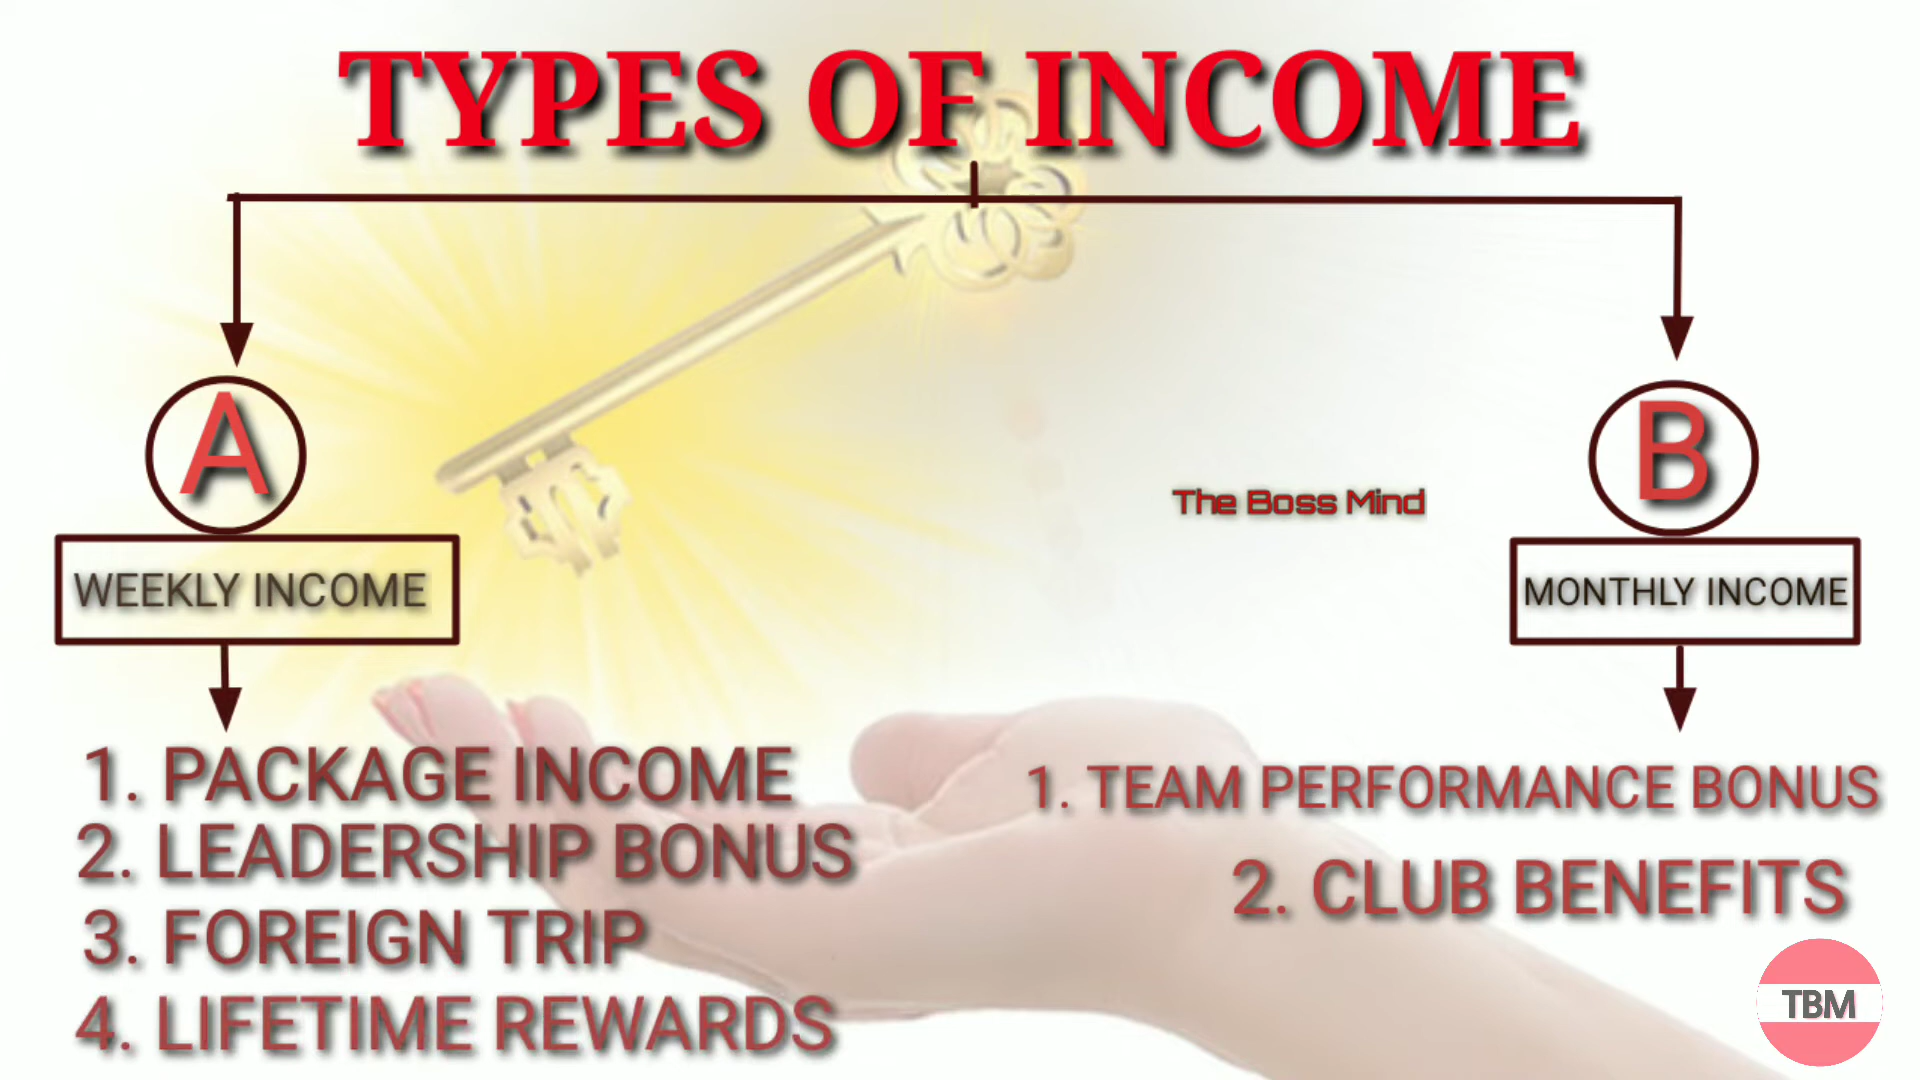 TYPES OF INCOME
A
WEEKLY INCOME
1. PACKAGE INCOME
2. LEADERSHIP BONUS
3. FOREIGN TRIP
4. LIFETIME REWARDS
The Boss Mind
B
MONTHLY INCOME
1. TEAM PERFORMANCE BONUS
2. CLUB BENEFITS
TBM